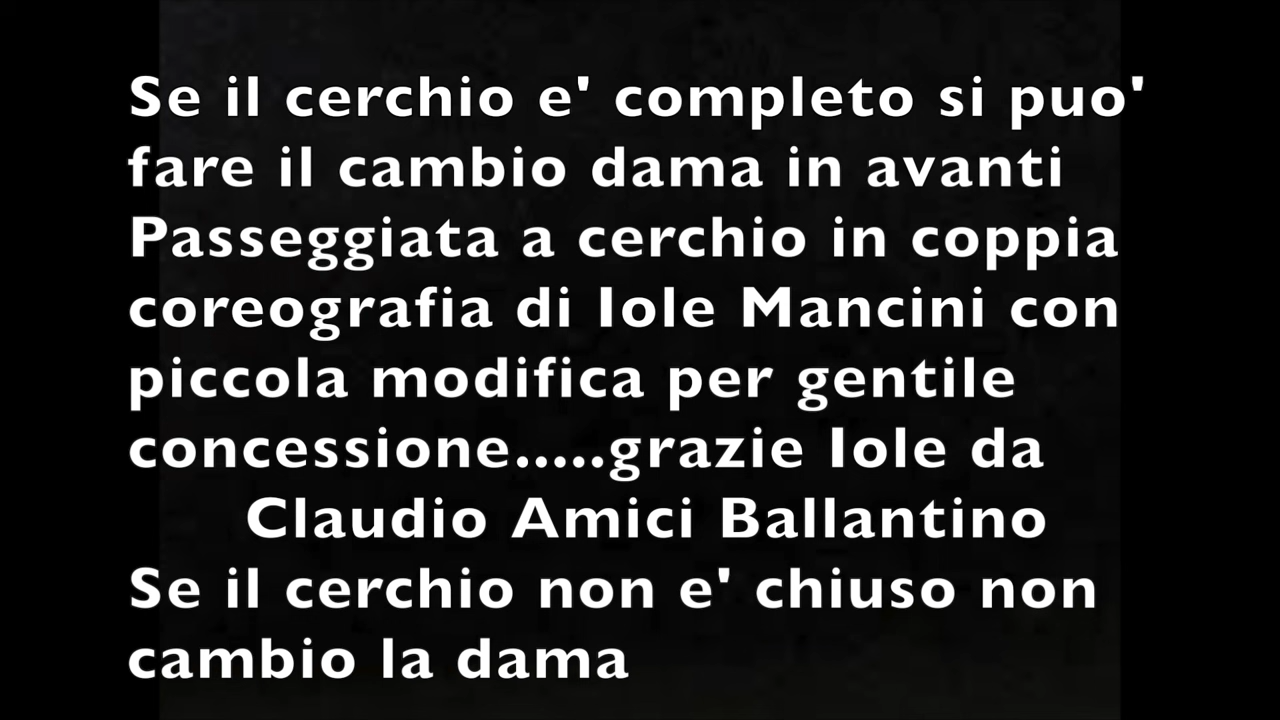 Se il cerchio e' completo si puo'
fare il cambio dama in avanti
Passeggiata a cerchio in coppia
coreografia di Iole Mancini con
piccola modifica per gentile
concessione.....grazie Iole da
Claudio Amici Ballantino
Se il cerchio non e' chiuso non
cambio la dama